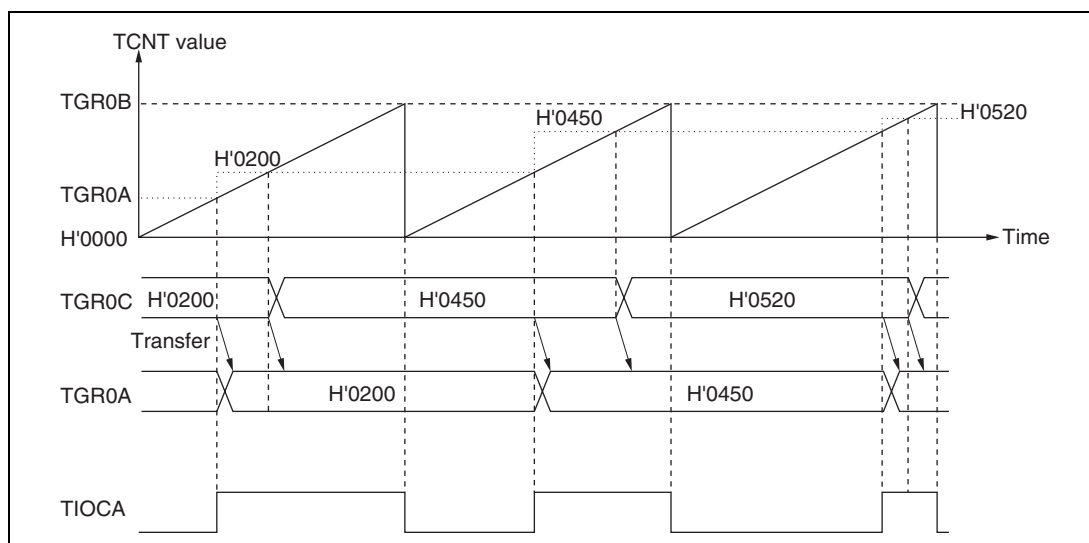 TCNT value
TGR0B
H'0520
H'0450
H'0200
TGR0A
H'0000
Time
TGR0C
H'0200
H'0450
H'0520
Transfer
TGR0A
H'0200
H'0450
TIOCA